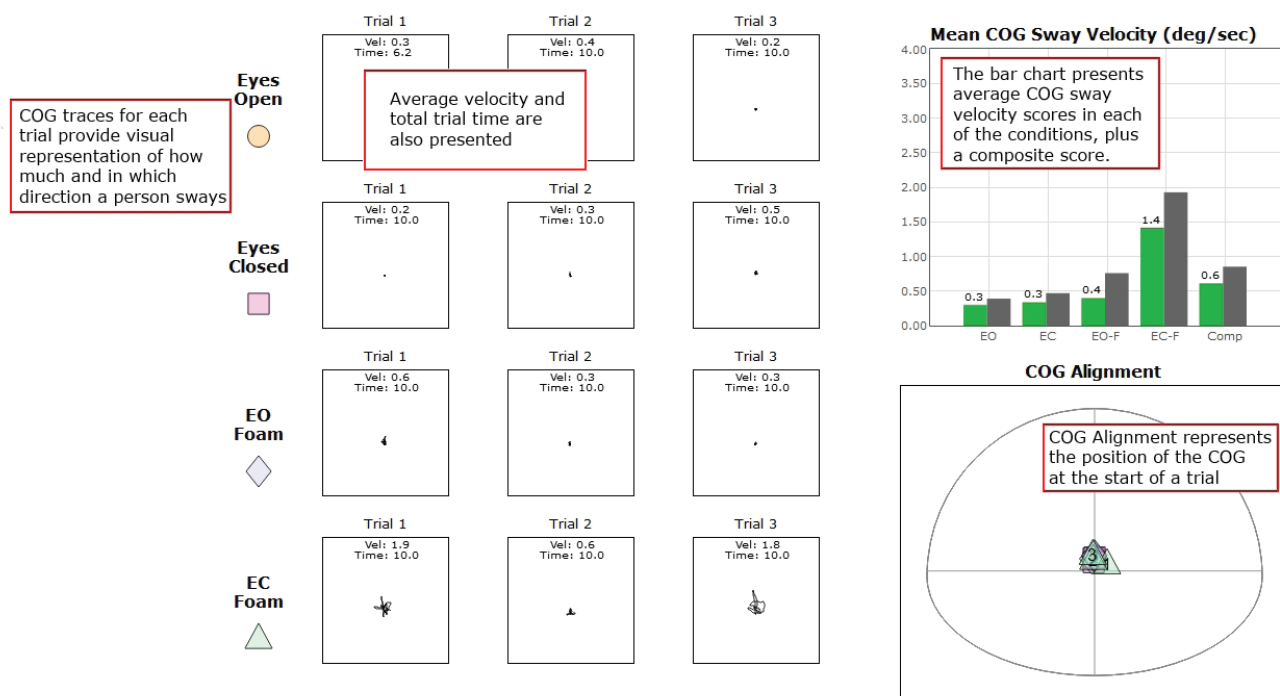 Trial 1
Trial 2
Trial 3
Eyes
Open
Vel: 0.3
Time: 6.2
Vel: 0.4
Time: 10.0
Vel: 0.2
Time: 10.0
COG traces for each
trial provide visual
representation of how
much and in which
direction a person sways
Average velocity and
total trial time are
also presented
Trial 1
Trial 2
Trial 3
Eyes
Closed
Vel: 0.2
Time: 10.0
Vel: 0.3
Time: 10.0
Vel: 0.5
Time: 10.0
Trial 1
Trial 2
Trial 3
EO
Foam
Vel: 0.6
Time: 10.0
Vel: 0.3
Time: 10.0
Vel: 0.3
Time: 10.0
Trial 1
Trial 2
Trial 3
EC
Foam
Vel: 1.9
Time: 10.0
Vel: 0.6
Time: 10.0
Vel: 1.8
Time: 10.0
Mean COG Sway Velocity (deg/sec)
4.00
3.50
3.00
2.50
2.00
1.50
1.00
0.50
0.00
The bar chart presents
average COG sway
velocity scores in each
of the conditions, plus
a composite score.
0.3
0.3
0.4
1.4
0.6
EO
EC
EO-F
EC-F
Comp
COG Alignment
COG Alignment represents
the position of the COG
at the start of a trial
3